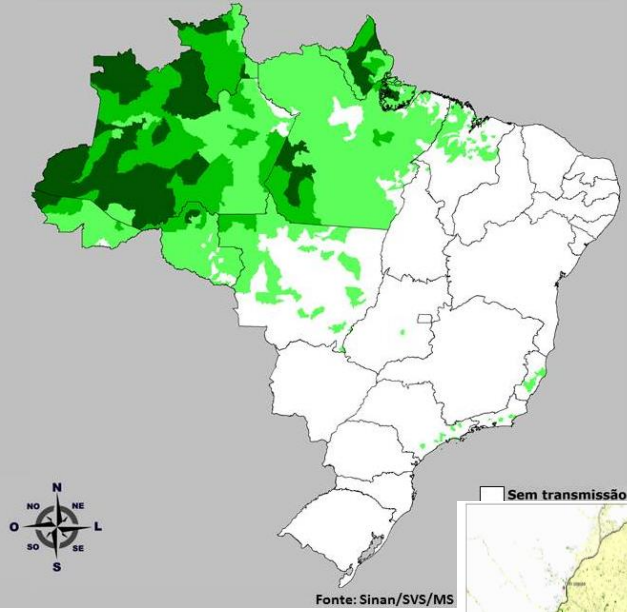 N
NO NE
O L
SO SE
S
Sem transmissão
Fonte: Sinan/SVS/MS